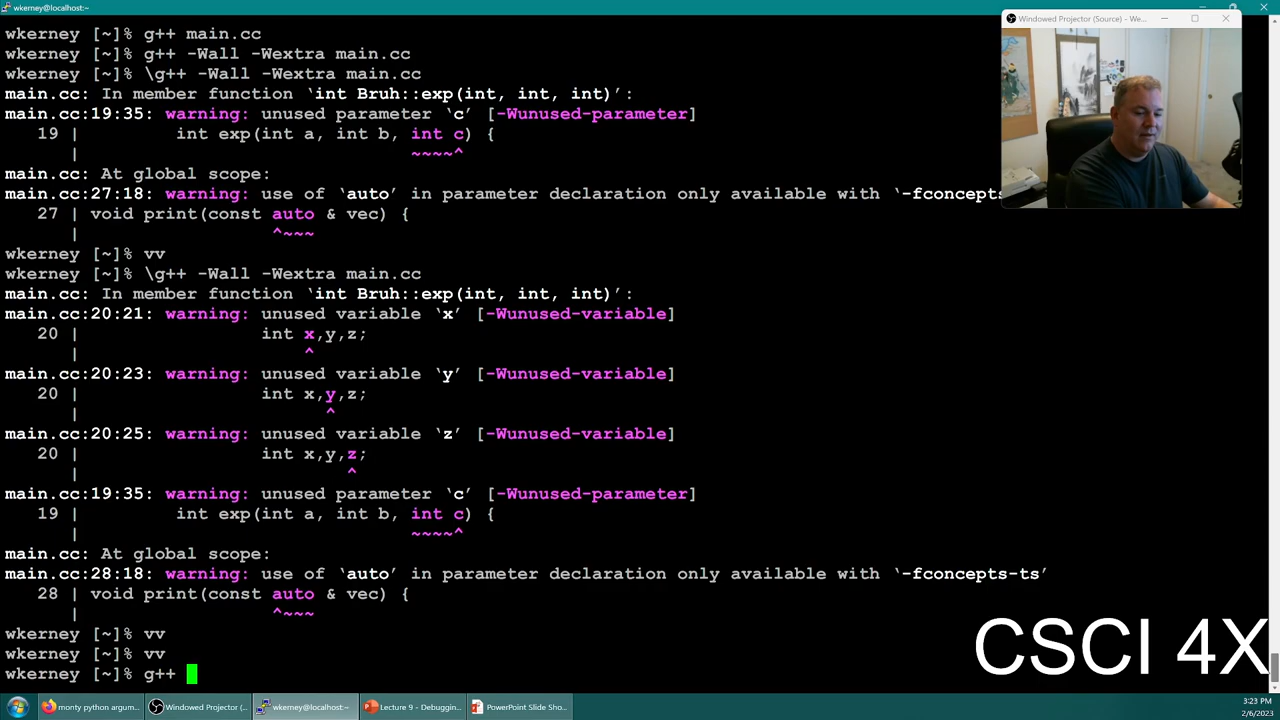 wkerney@localhost:~
wkerney [~]% g++ main.cc
wkerney [~]% g++ -Wall -Wextra main.cc
wkerney [~]% \g++ -Wall -Wextra main.cc
main.cc: In member function ‘int Bruh::exp(int, int, int)’:
main.cc:19:35: warning: unused parameter ‘c’ [-Wunused-parameter]
19 |         int exp(int a, int b, int c) {
|                               ~~~~^
main.cc: At global scope:
main.cc:27:18: warning: use of ‘auto’ in parameter declaration only available with ‘-fconcepts
27 | void print(const auto & vec) {
|                  ^~~~
wkerney [~]% vv
wkerney [~]% \g++ -Wall -Wextra main.cc
main.cc: In member function ‘int Bruh::exp(int, int, int)’:
main.cc:20:21: warning: unused variable ‘x’ [-Wunused-variable]
20 |                 int x,y,z;
|                     ^
main.cc:20:23: warning: unused variable ‘y’ [-Wunused-variable]
20 |                 int x,y,z;
|                       ^
main.cc:20:25: warning: unused variable ‘z’ [-Wunused-variable]
20 |                 int x,y,z;
|                         ^
main.cc:19:35: warning: unused parameter ‘c’ [-Wunused-parameter]
19 |         int exp(int a, int b, int c) {
|                               ~~~~^
main.cc: At global scope:
main.cc:28:18: warning: use of ‘auto’ in parameter declaration only available with ‘-fconcepts-ts’
28 | void print(const auto & vec) {
|                  ^~~~
wkerney [~]% vv
wkerney [~]% vv
wkerney [~]% g++
Windowed Projector (Source) - We...
CSCI 4X
monty python argum...
Windowed Projector (...
wkerney@localhost:~
Lecture 9 - Debuggin...
PowerPoint Slide Sho...
3:23 PM
2/6/2023